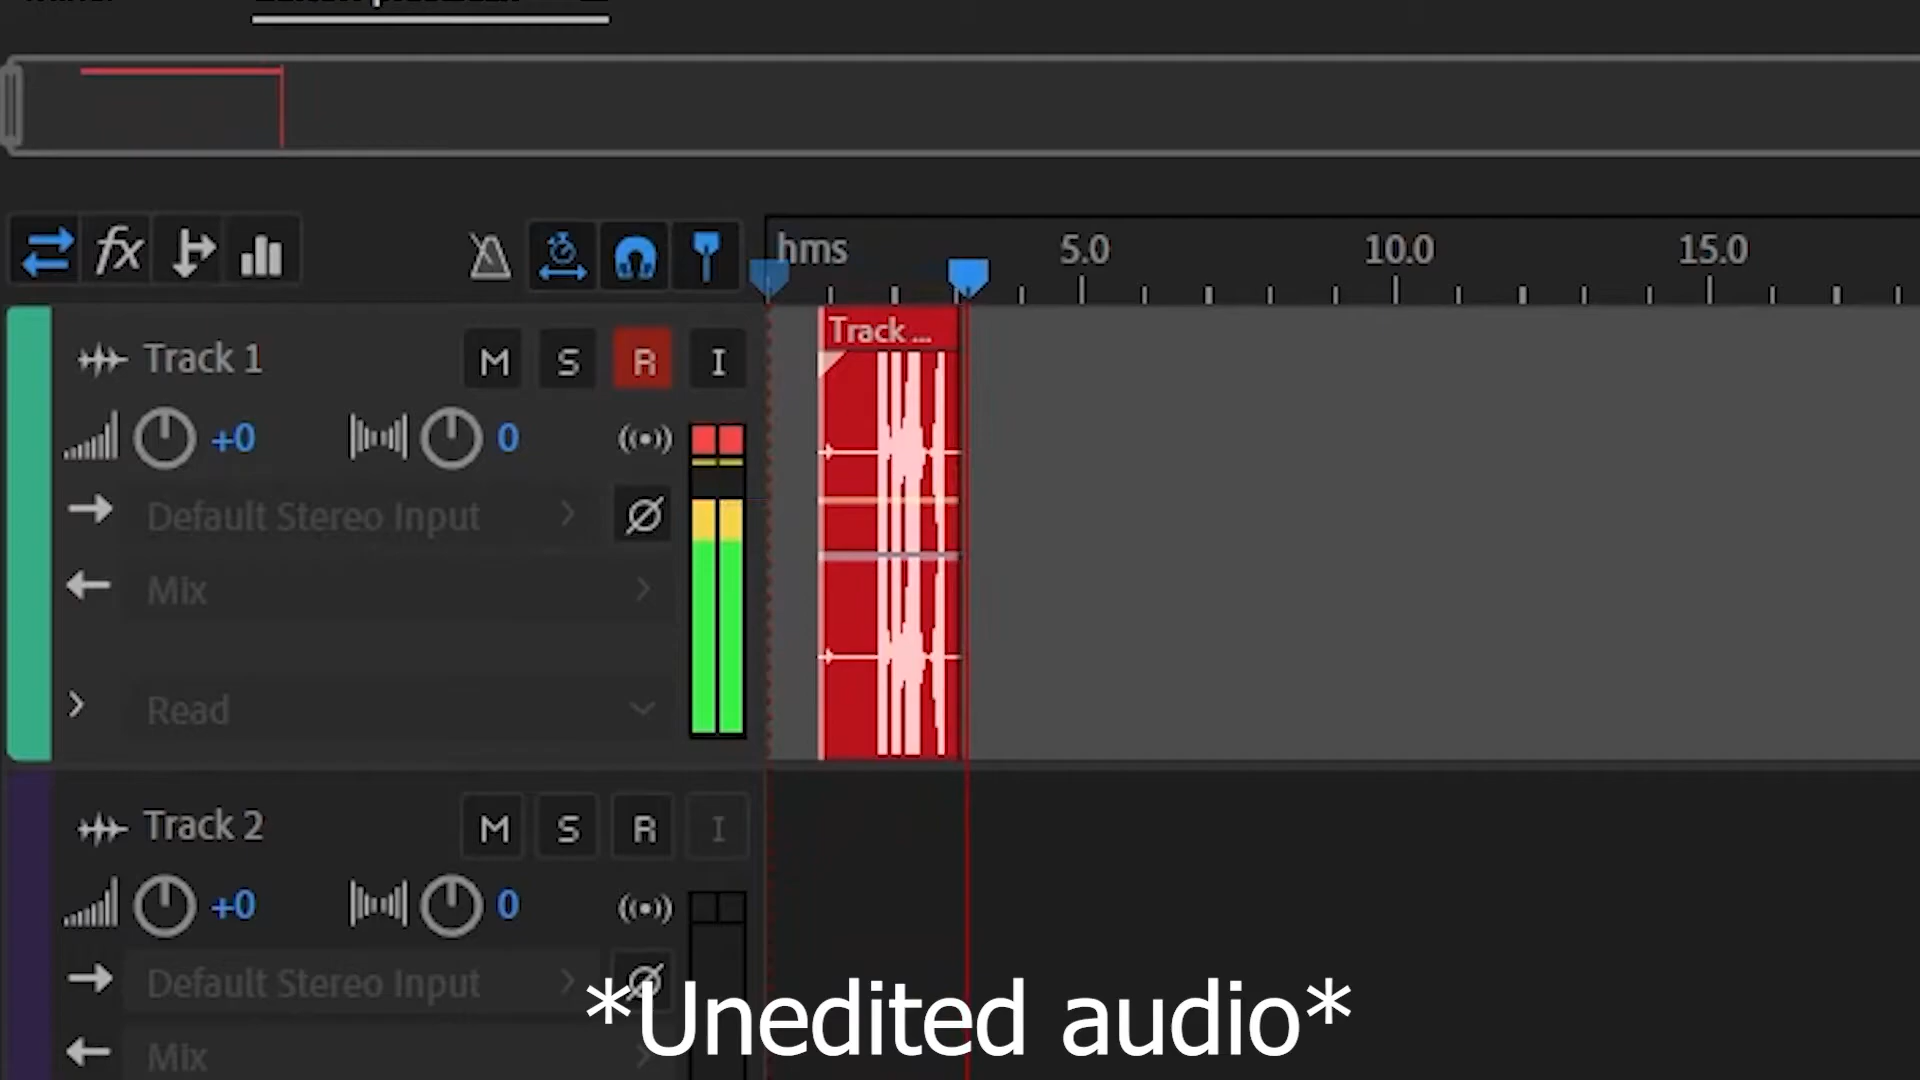 fx
hms 5.0 10.0 15.0
Track 1 M S R I
Track ...
+0 0
Default Stereo Input
Mix
Read
Track 2 M S R I
+0 0
Default Stereo Input
*Unedited audio*
Mix